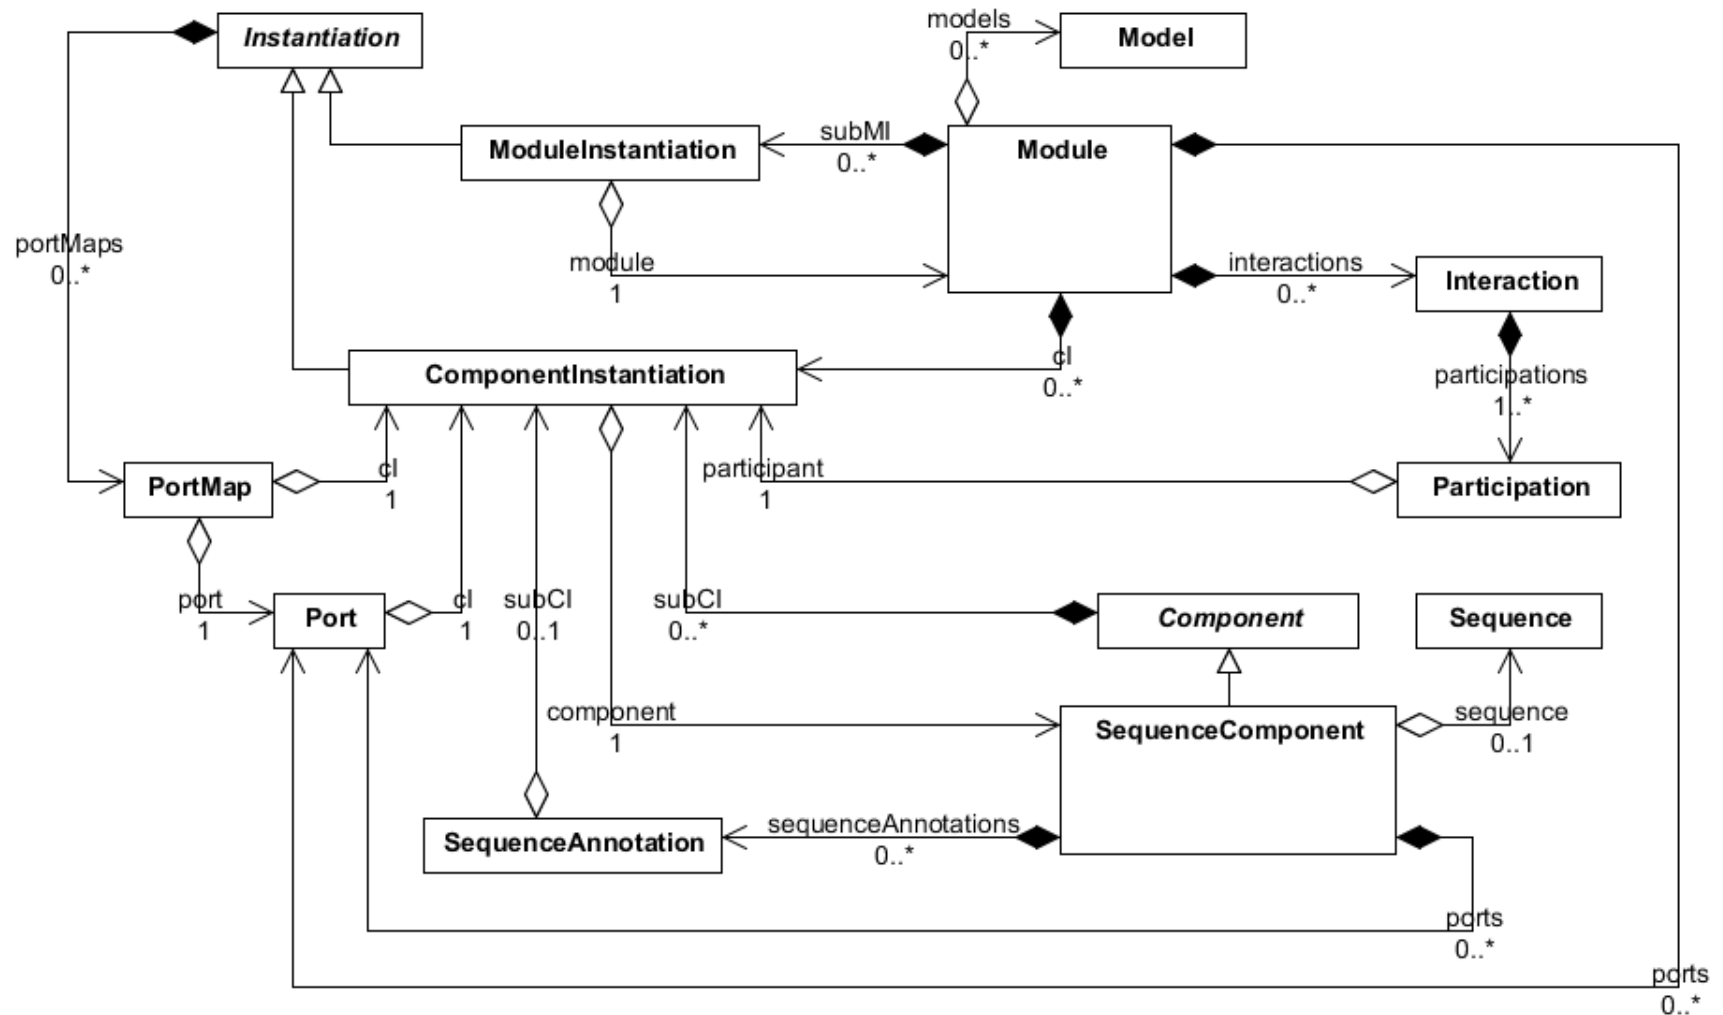 models
0..*
Instantiation
Model
subMI
0..*
ModuleInstantiation
Module
portMaps
0..*
module
1
interactions
0..*
Interaction
cI
0..*
ComponentInstantiation
participations
1..*
cI
1
participant
1
PortMap
Participation
port
1
Port
cI
1
subCI
0..1
subCI
0..*
Component
Sequence
component
1
SequenceComponent
sequence
0..1
SequenceAnnotation
sequenceAnnotations
0..*
ports
0..*
ports
0..*